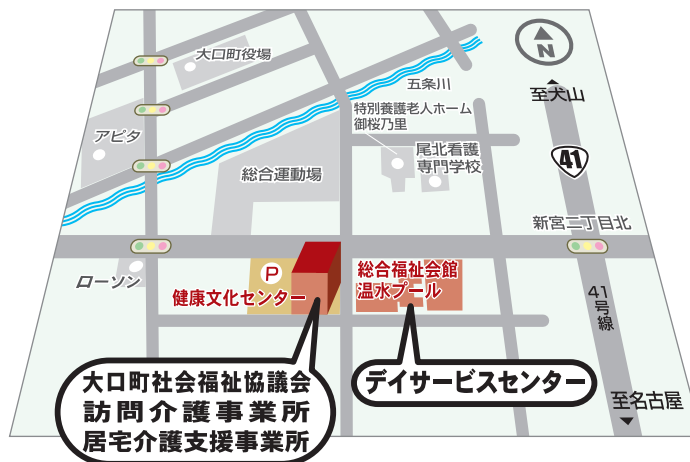 大口町役場
N
五条川
至犬山
特別養護老人ホーム
御桜乃里
アピタ
尾北看護
専門学校
41
総合運動場
新宮二丁目北
ローソン
P
健康文化センター
総合福祉会館
温水プール
41号線
大口町社会福祉協議会
訪問介護事業所
居宅介護支援事業所
デイサービスセンター
至名古屋